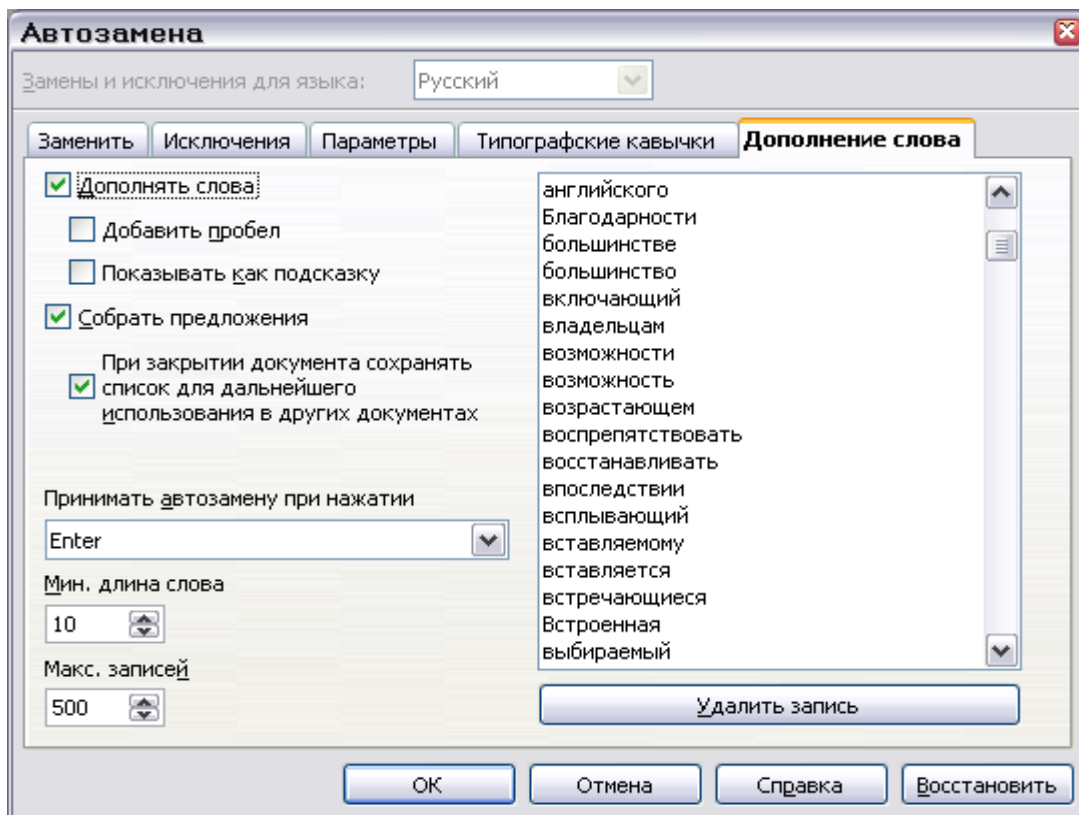 Автозамена
Замены и исключения для языка:
Русский
Заменить
Исключения
Параметры
Типографские кавычки
Дополнение слова
Дополнять слова
Добавить пробел
Показывать как подсказку
Собрать предложения
При закрытии документа сохранять
список для дальнейшего
использования в других документах
Принимать автозамену при нажатии
Enter
Мин. длина слова
10
Макс. записей
500
английского
Благодарности
большинстве
большинство
включающий
владельцам
возможности
возможность
возрастающем
воспрепятствовать
восстанавливать
впоследствии
всплывающий
вставляемому
вставляется
встречающиеся
Встроенная
выбираемый
Удалить запись
ОК
Отмена
Справка
Восстановить